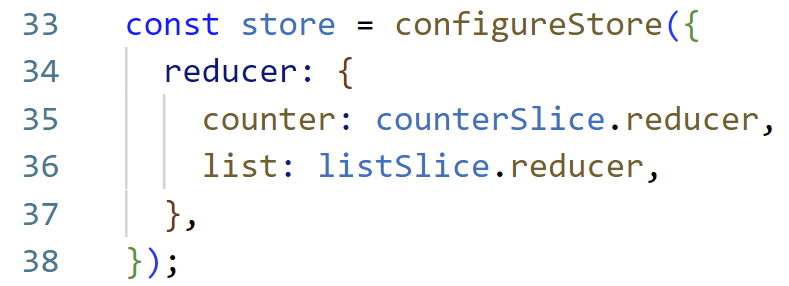 33 const store = configureStore({
34 reducer: {
35 counter: counterSlice.reducer,
36 list: listSlice.reducer,
37 },
38 });